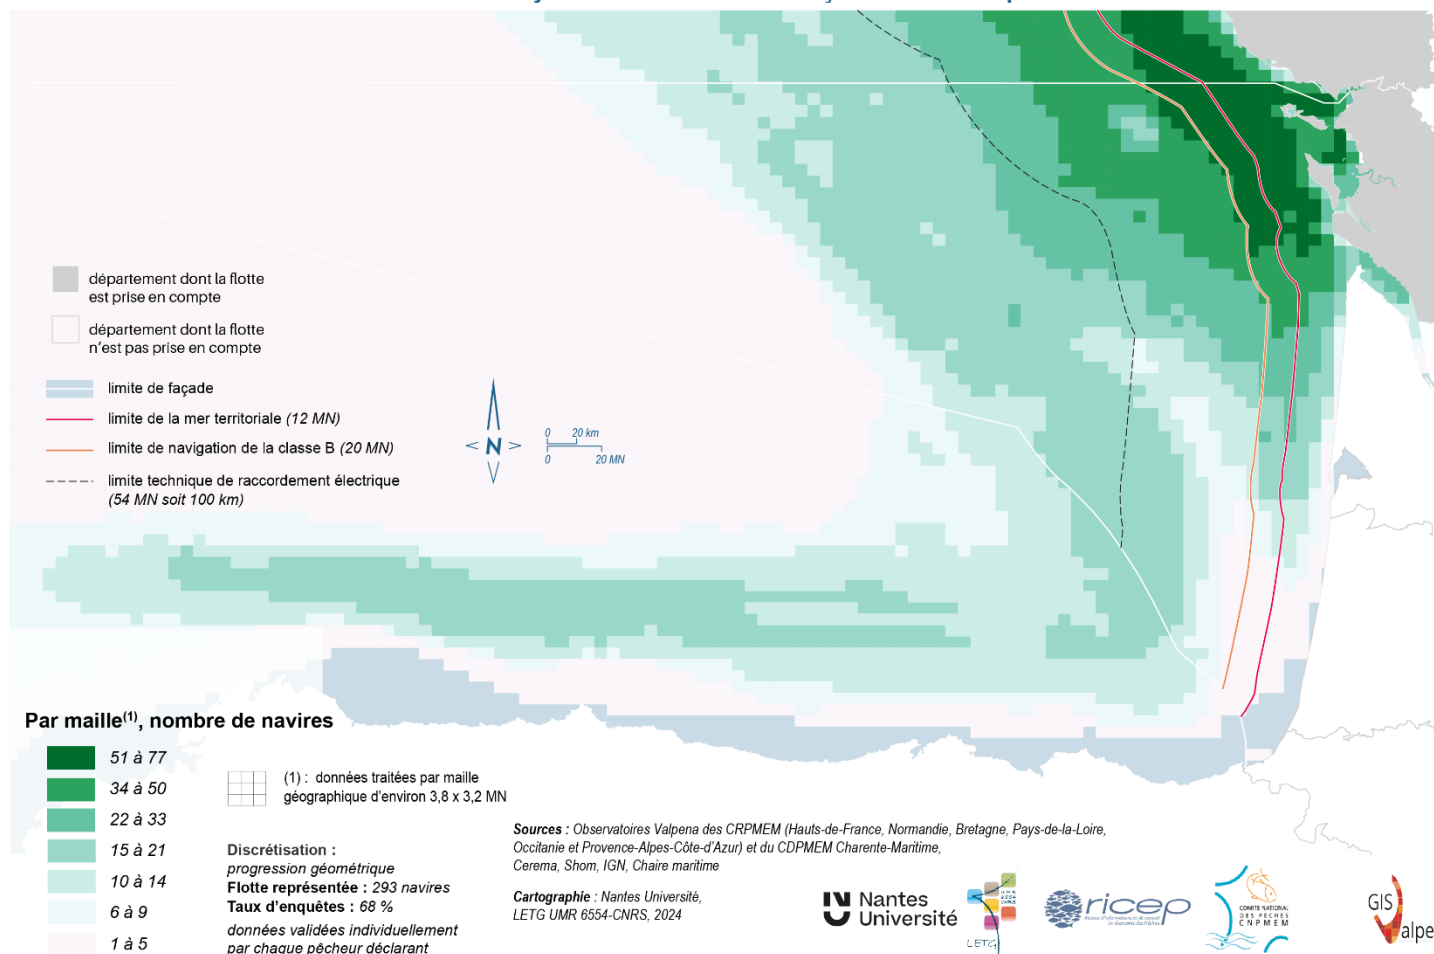 département dont la flotte
est prise en compte
département dont la flotte
n'est pas prise en compte
limite de façade
limite de la mer territoriale (12 MN)
limite de navigation de la classe B (20 MN)
limite technique de raccordement électrique
(54 MN soit 100 km)
N
0 20 km
0 20 MN
Par maille(1), nombre de navires
51 à 77
34 à 50
22 à 33
15 à 21
10 à 14
6 à 9
1 à 5
(1) : données traitées par maille
géographique d'environ 3,8 x 3,2 MN
Discrétisation :
progression géométrique
Flotte représentée : 293 navires
Taux d'enquêtes : 68 %
données validées individuellement
par chaque pêcheur déclarant
Sources : Observatoires Valpena des CRPMEM (Hauts-de-France, Normandie, Bretagne, Pays-de-la-Loire,
Occitanie et Provence-Alpes-Côte-d'Azur) et du CDPMEM Charente-Maritime,
Cerema, Shom, IGN, Chaire maritime
Cartographie : Nantes Université,
LETG UMR 6554-CNRS, 2024
Nantes
Université
UMR
6554
CNRS
LETG
ricep
COMITE NATIONAL
DES PECHES
CNPMEM
GIS
Valpe